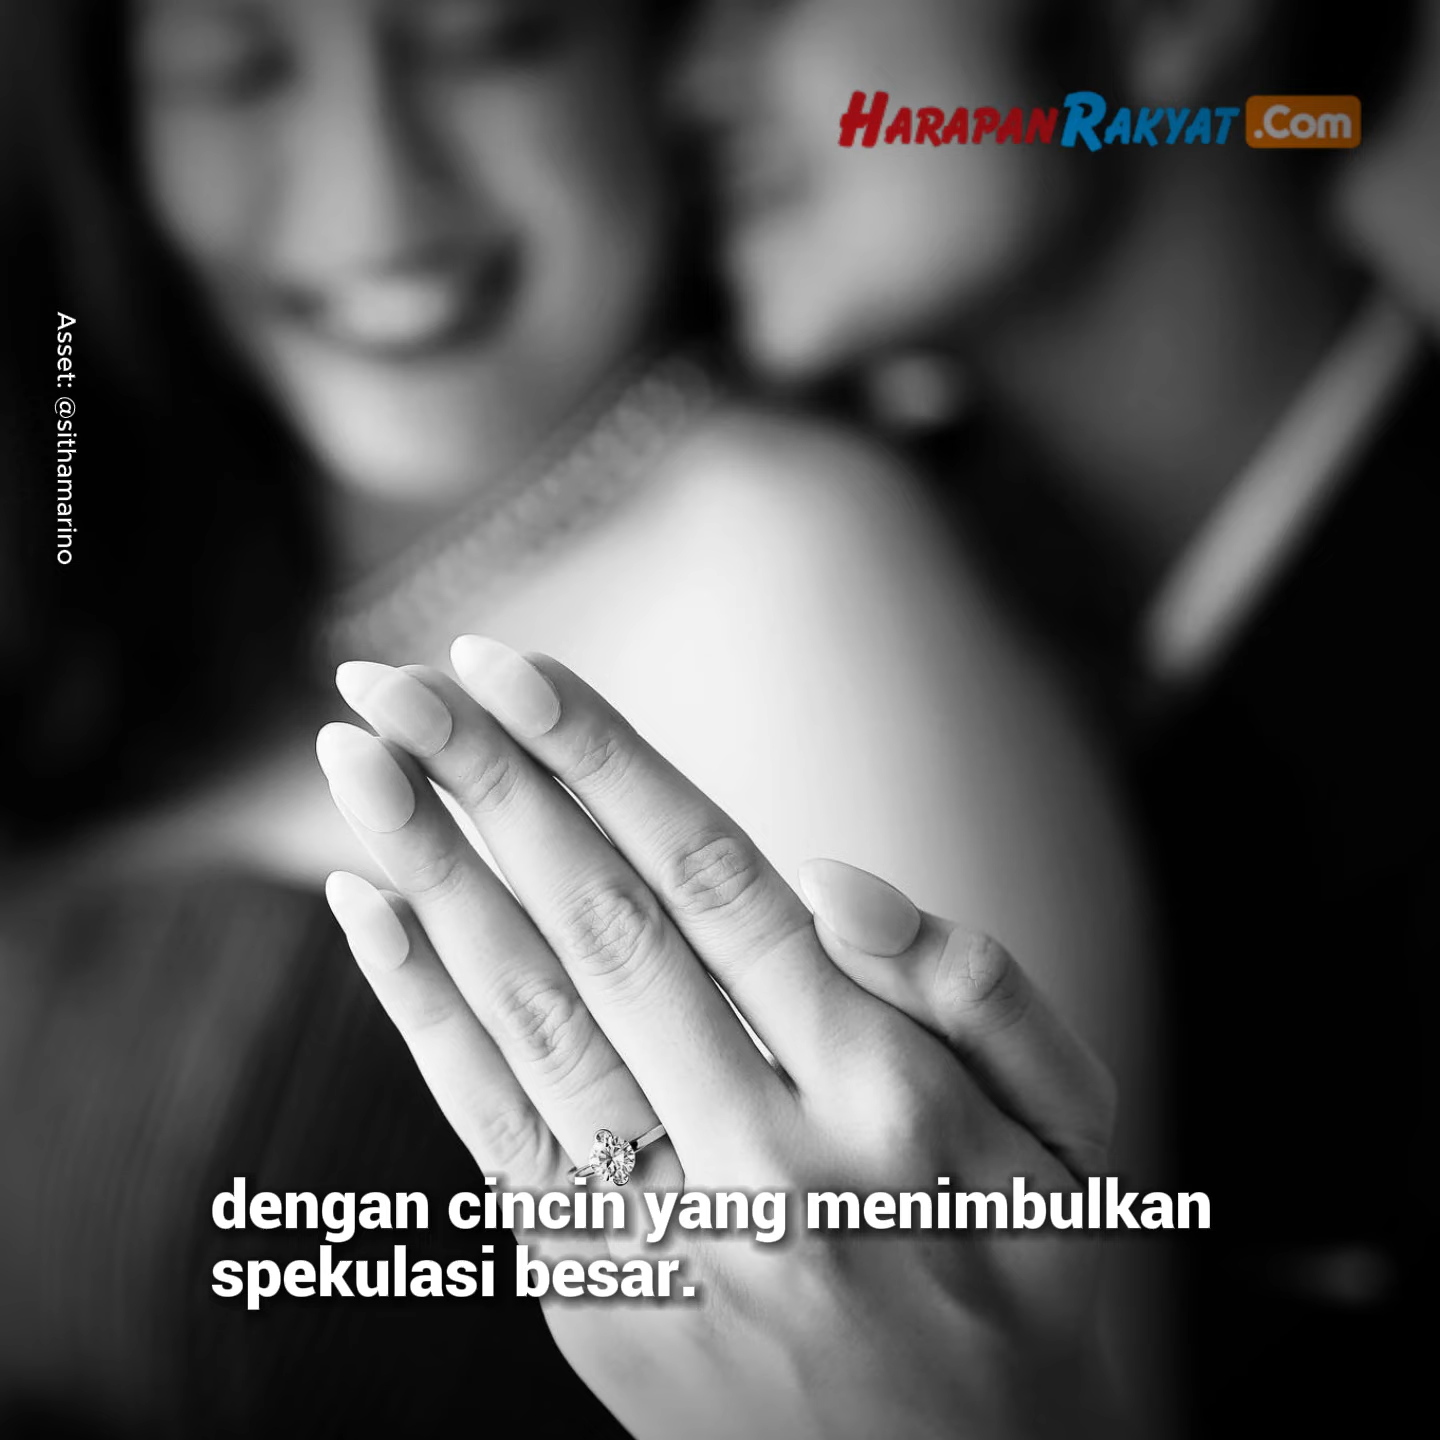 HARAPANRAKYAT.Com
Asset: @sithamarino
dengan cincin yang menimbulkan
spekulasi besar.